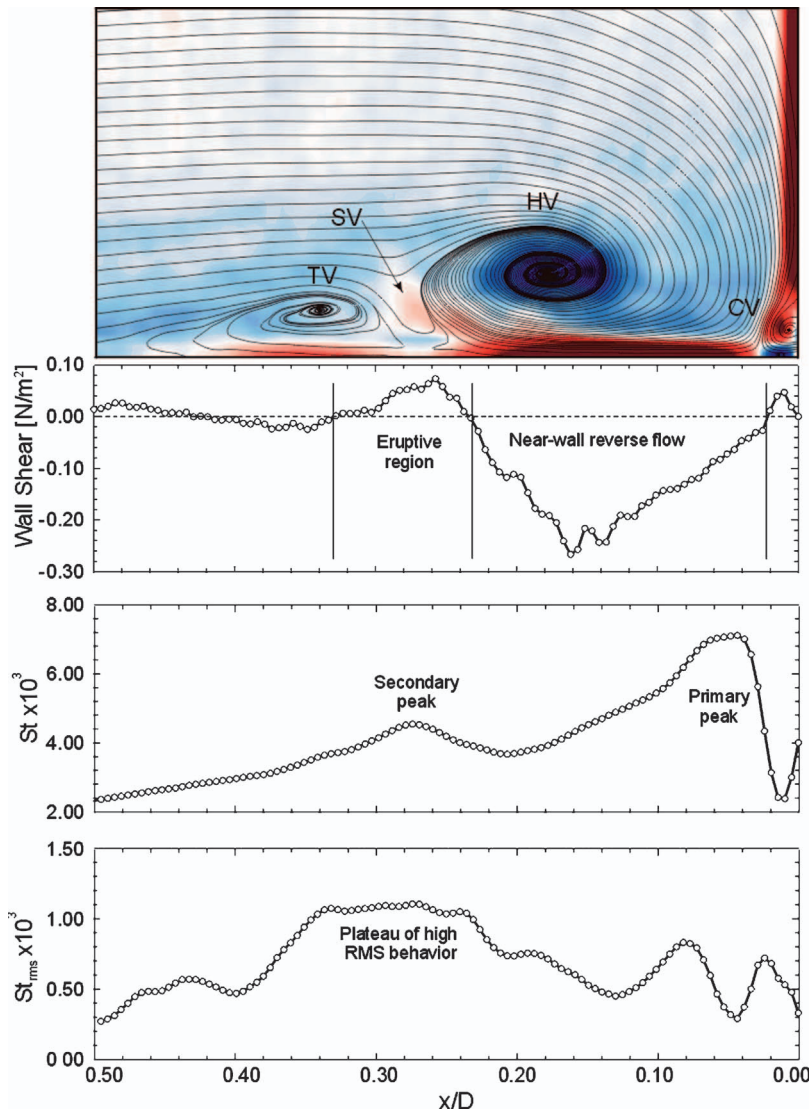 HV
SV
TV
CV
Wall Shear [N/m²]
0.10
0.00
-0.10
-0.20
-0.30
Eruptive
region
Near-wall reverse flow
St x10³
8.00
6.00
4.00
2.00
Secondary
peak
Primary
peak
St_rms x10³
1.50
1.00
0.50
0 00
Plateau of high
RMS behavior
0.50 0.40 0.30 0.20 0.10 0.00
x/D